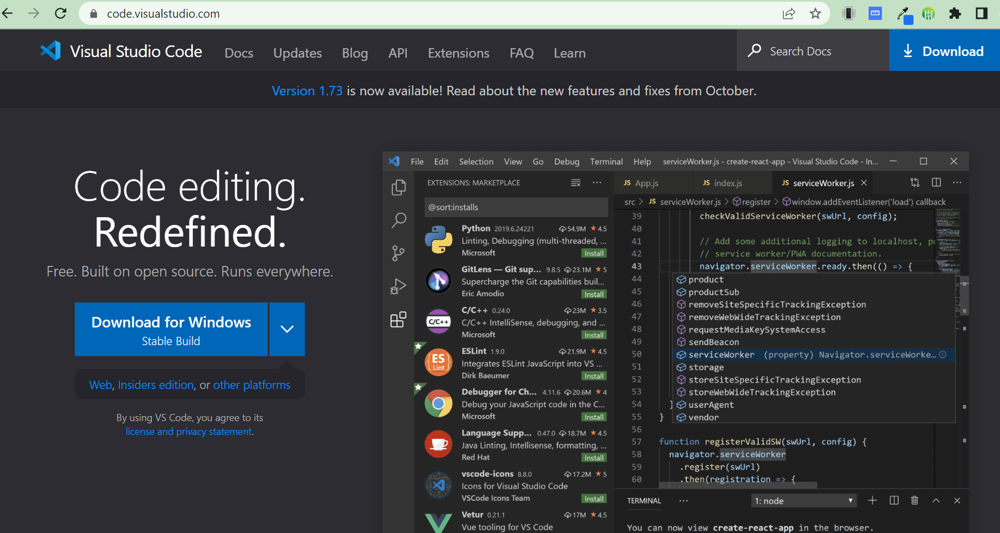 code.visualstudio.com
Visual Studio Code Docs Updates Blog API Extensions FAQ Learn Search Docs Download
Version 1.73 is now available! Read about the new features and fixes from October.
Code editing.
Redefined.
Free. Built on open source. Runs everywhere.
Download for Windows
Stable Build
Web, Insiders edition, or other platforms
By using VS Code, you agree to its
license and privacy statement.
File Edit Selection View Go Debug Terminal Help serviceWorker.js - create-react-app - Visual Studio Code - In...
EXTENSIONS: MARKETPLACE
@sort:installs
Python 2019.6.24221 54.9M 4.5
Linting, Debugging (multi-threaded, ...
Microsoft Install
GitLens — Git sup... 9.8.5 23.1M 5
Supercharge the Git capabilities buil...
Eric Amodio Install
C/C++
C/C++ 0.24.0 23M 3.5
C/C++ IntelliSense, debugging, and ...
Microsoft Install
ES
Lint
ESLint 1.9.0 21.9M 4.5
Integrates ESLint JavaScript into VS ...
Dirk Baeumer Install
Debugger for Ch... 4.11.6 20.6M 4
Debug your JavaScript code in the C...
Microsoft Install
Language Supp... 0.47.0 18.7M 4.5
Java Linting, Intellisense, formatting, ...
Red Hat Install
vscode-icons 8.8.0 17.2M 5
Icons for Visual Studio Code
VSCode Icons Team Install
Vetur 0.21.1 17M 4.5
Vue tooling for VS Code
JS App.js JS index.js JS serviceWorker.js
src > JS serviceWorker.js > register > window.addEventListener('load') callback
39 checkValidServiceWorker(swUrl, config);
40
41 // Add some additional logging to localhost, po
42 // service worker/PWA documentation.
43 navigator.serviceWorker.ready.then(() => {
44 product
45 productSub
46 removeSiteSpecificTrackingException
47 removeWebWideTrackingException
48 requestMediaKeySystemAccess
49 sendBeacon
50 serviceWorker (property) Navigator.serviceWorke...
51 storage
52 storeSiteSpecificTrackingException
53 storeWebWideTrackingException
54 } userAgent
55 } vendor
56
57 function registerValidSW(swUrl, config) {
58 navigator.serviceWorker
59 .register(swUrl)
60 .then(registration => {
TERMINAL ... 1: node
You can now view create-react-app in the browser.